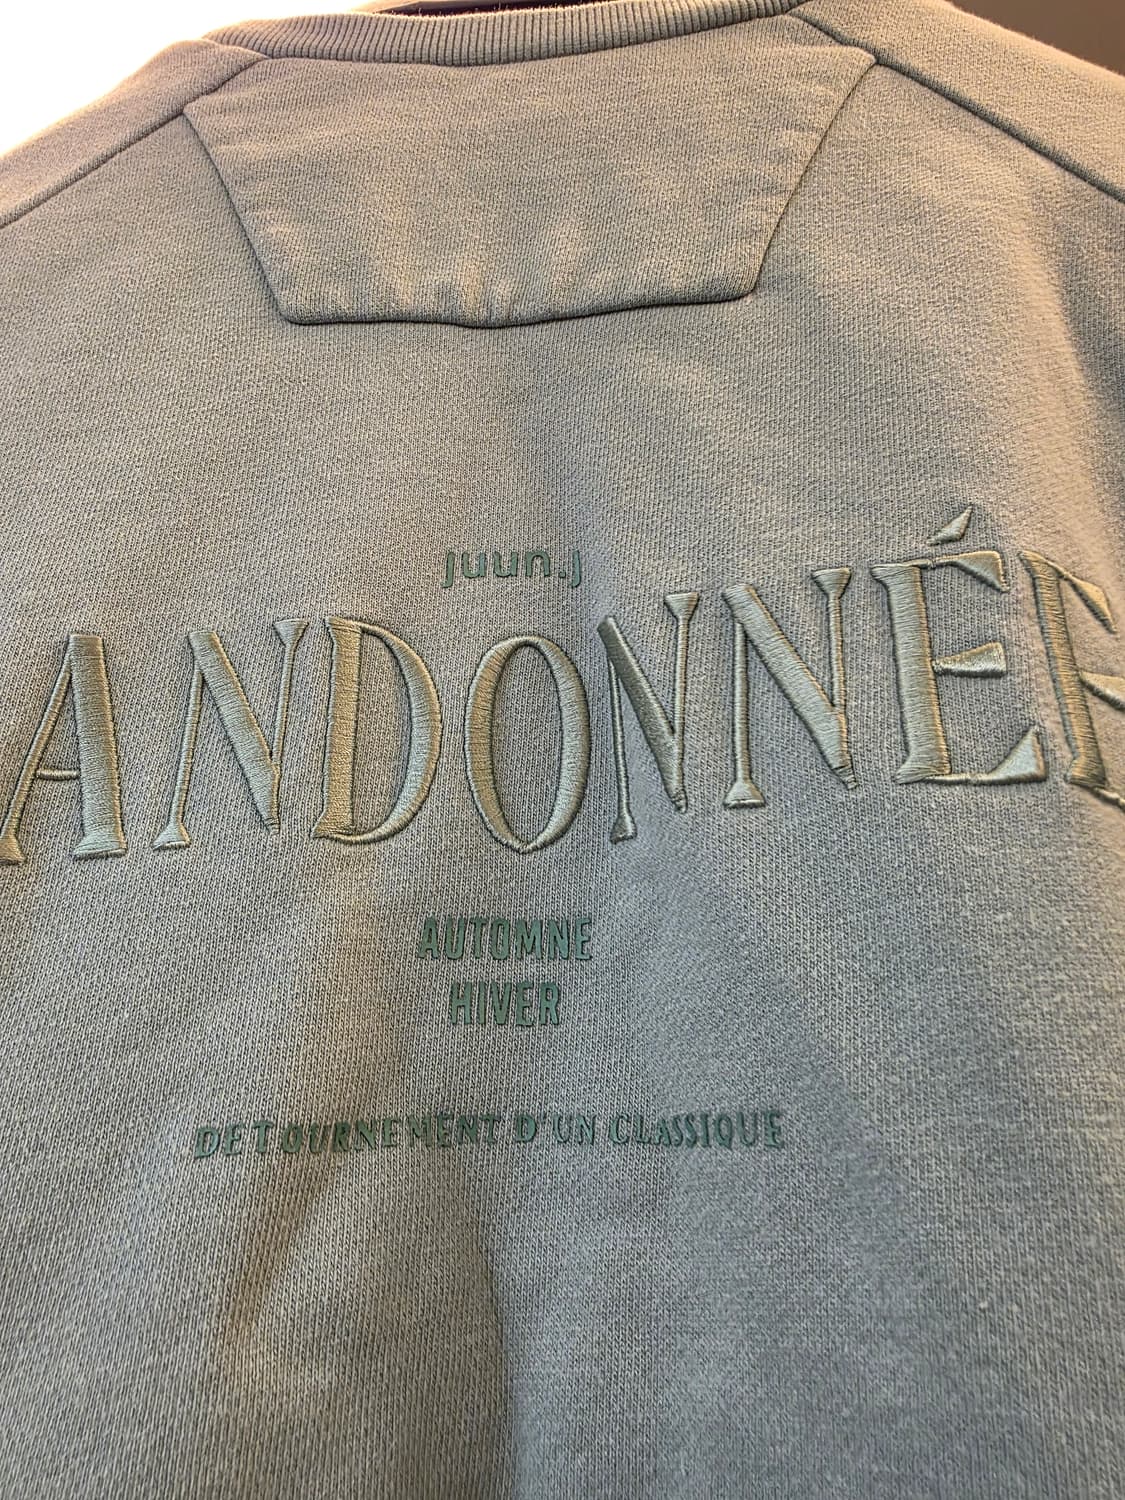 juun.j
ANDONNÉE
AUTOMNE
HIVER
DETOURNEMENT D'UN CLASSIQUE